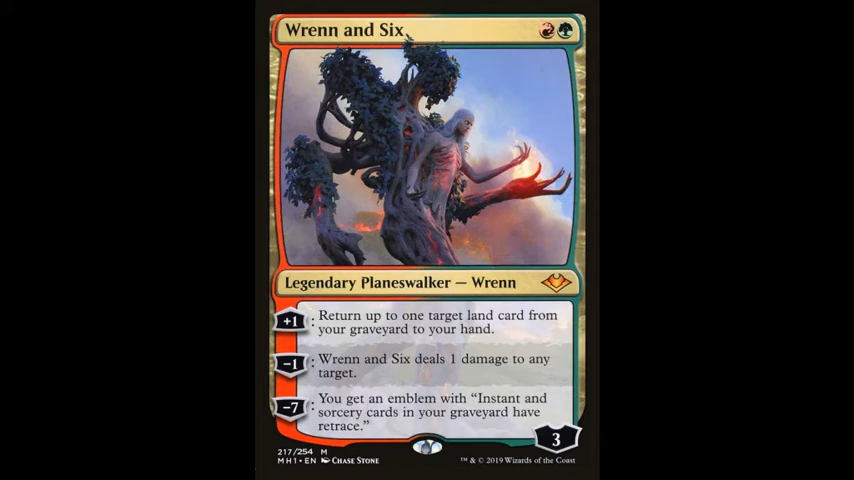 Wrenn and Six
Legendary Planeswalker — Wrenn
+1: Return up to one target land card from
your graveyard to your hand.
−1: Wrenn and Six deals 1 damage to any
target.
−7: You get an emblem with “Instant and
sorcery cards in your graveyard have
retrace.”
3
217/254 M
MH1 • EN Chase Stone
™ & © 2019 Wizards of the Coast